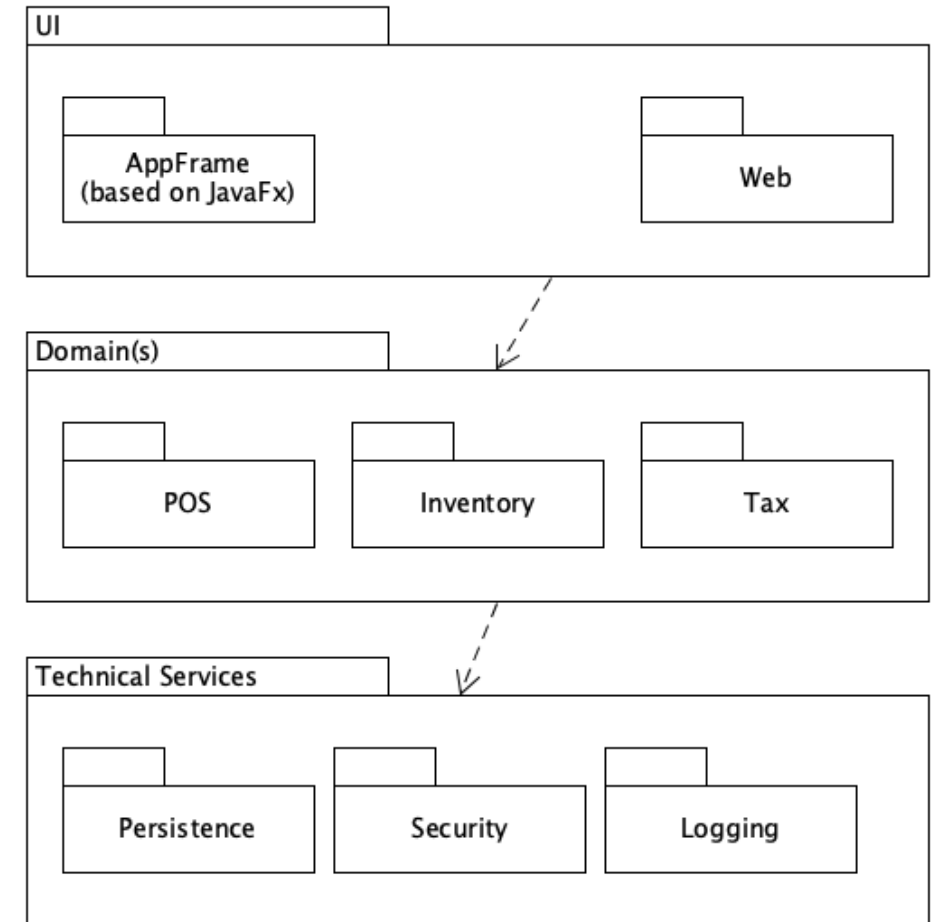 UI
AppFrame
(based on JavaFx)
Web
Domain(s)
POS
Inventory
Tax
Technical Services
Persistence
Security
Logging